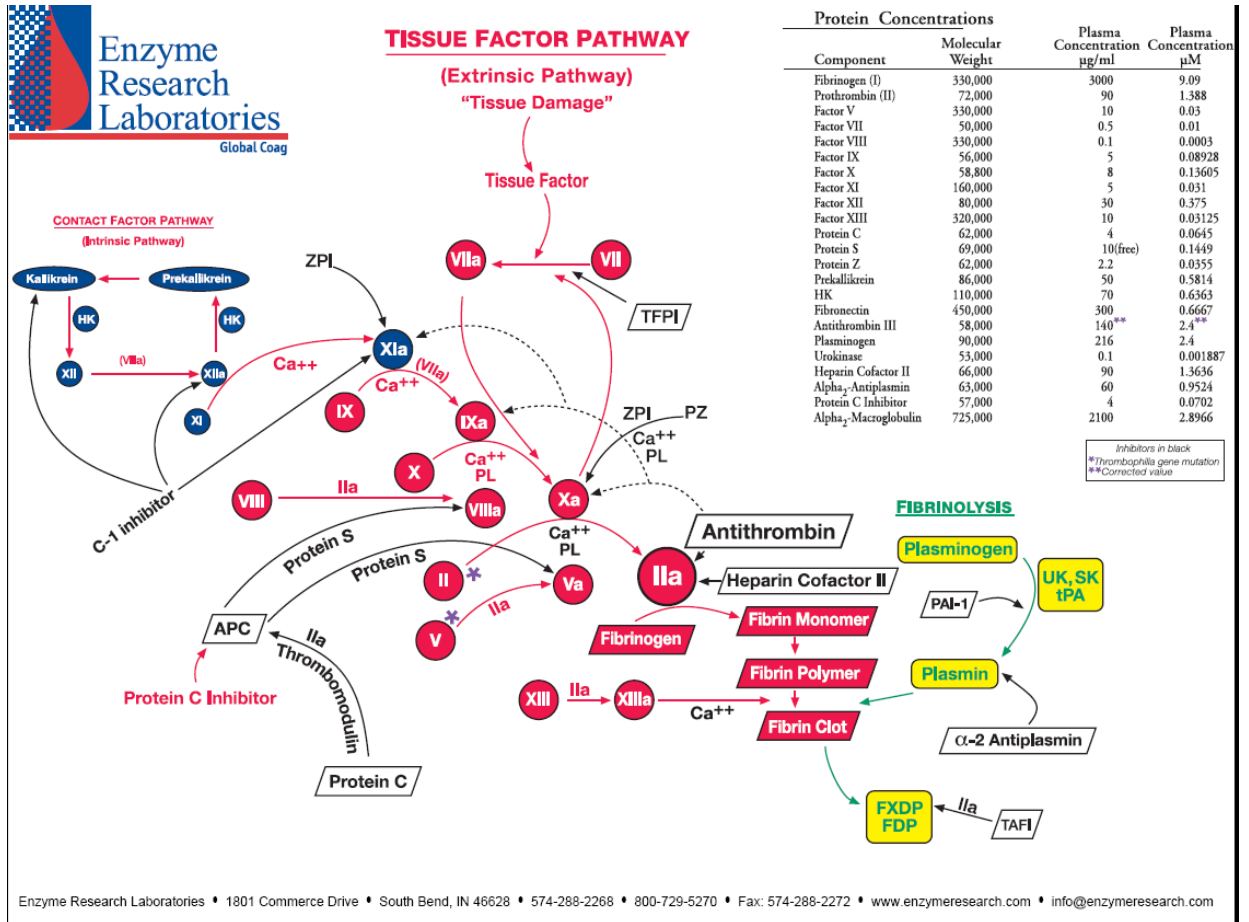 Enzyme
Research
Laboratories
Global Coag
TISSUE FACTOR PATHWAY
(Extrinsic Pathway)
"Tissue Damage"
Tissue Factor
VIIa
VII
TFPI
CONTACT FACTOR PATHWAY
(Intrinsic Pathway)
Kallikrein
Prekallikrein
HK
HK
XII
(VIIIa)
XIIa
XI
Ca++
ZPI
XIa
IX
Ca++
(VIIa)
IXa
X
Ca++
PL
ZPI
PZ
Ca++
PL
Xa
Ca++
PL
VIII
IIa
VIIIa
C-1 inhibitor
Protein S
Protein S
II
*
Va
V
*
IIa
Antithrombin
IIa
Heparin Cofactor II
APC
IIa
Thrombomodulin
Protein C Inhibitor
Protein C
Fibrinogen
Fibrin Monomer
Fibrin Polymer
XIII
IIa
XIIIa
Ca++
Fibrin Clot
FIBRINOLYSIS
Plasminogen
UK, SK
tPA
PAI-1
Plasmin
α-2 Antiplasmin
FXDP
FDP
IIa
TAFI
Protein Concentrations
Component Molecular Weight Plasma Concentration µg/ml Plasma Concentration µM
Fibrinogen (I) 330,000 3000 9.09
Prothrombin (II) 72,000 90 1.388
Factor V 330,000 10 0.03
Factor VII 50,000 0.5 0.01
Factor VIII 330,000 0.1 0.0003
Factor IX 56,000 5 0.08928
Factor X 58,800 8 0.13605
Factor XI 160,000 5 0.031
Factor XII 80,000 30 0.375
Factor XIII 320,000 10 0.03125
Protein C 62,000 4 0.0645
Protein S 69,000 10(free) 0.1449
Protein Z 62,000 2.2 0.0355
Prekallikrein 86,000 50 0.5814
HK 110,000 70 0.6363
Fibronectin 450,000 300 0.6667
Antithrombin III 58,000 140** 2.4**
Plasminogen 90,000 216 2.4
Urokinase 53,000 0.1 0.001887
Heparin Cofactor II 66,000 90 1.3636
Alpha2-Antiplasmin 63,000 60 0.9524
Protein C Inhibitor 57,000 4 0.0702
Alpha2-Macroglobulin 725,000 2100 2.8966
Inhibitors in black
*Thrombophilla gene mutation
**Corrected value
Enzyme Research Laboratories • 1801 Commerce Drive • South Bend, IN 46628 • 574-288-2268 • 800-729-5270 • Fax: 574-288-2272 • www.enzymeresearch.com • info@enzymeresearch.com